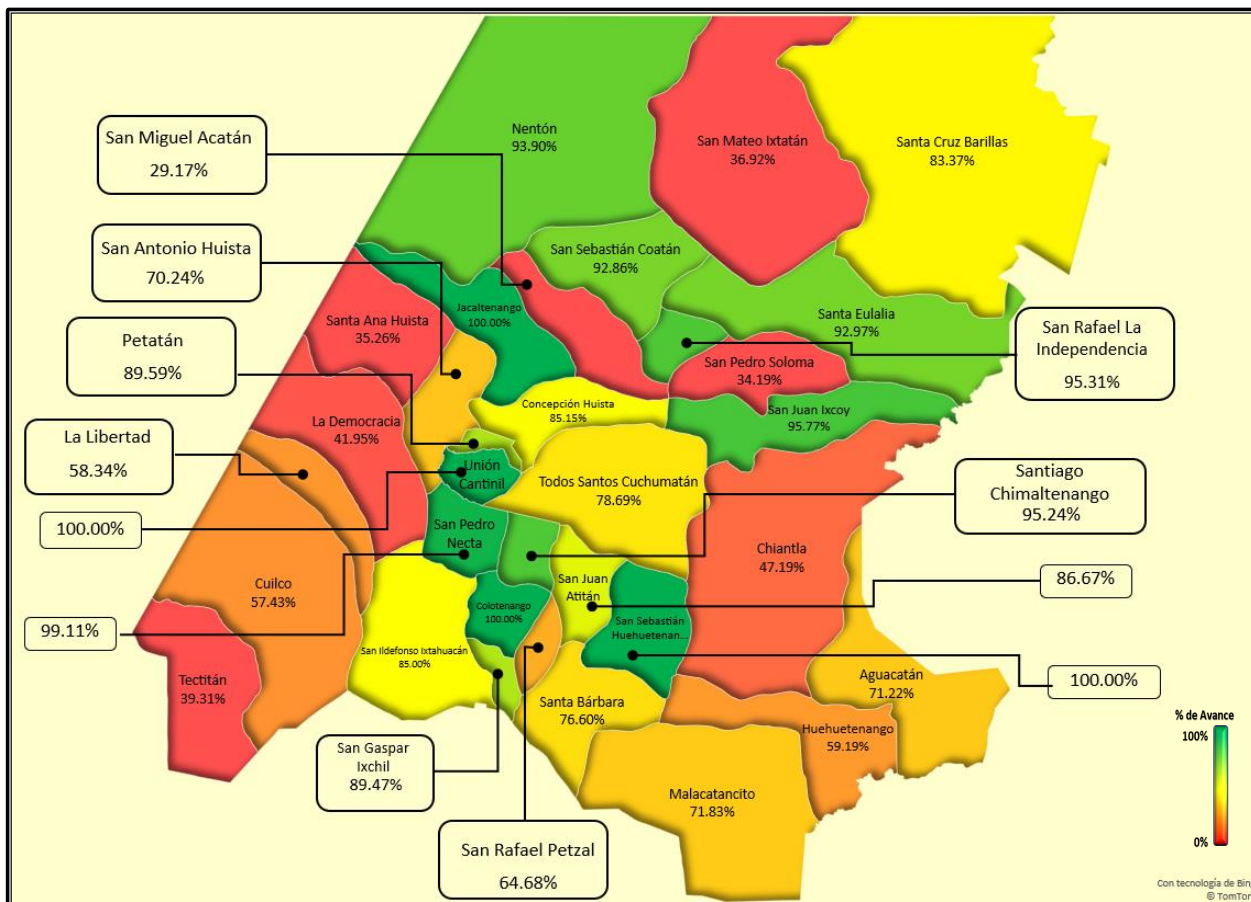 Nentón
93.90%
San Mateo Ixtatán
36.92%
Santa Cruz Barillas
83.37%
San Miguel Acatán
29.17%
San Antonio Huista
70.24%
San Sebastián Coatán
92.86%
Jacaltenango
100.00%
Santa Ana Huista
35.26%
Santa Eulalia
92.97%
San Rafael La
Independencia
95.31%
Petatán
89.59%
San Pedro Soloma
34.19%
Concepción Huista
85.15%
San Juan Ixcoy
95.77%
La Democracia
41.95%
La Libertad
58.34%
Unión
Cantinil
Todos Santos Cuchumatán
78.69%
Santiago
Chimaltenango
95.24%
100.00%
San Pedro
Necta
Chiantla
47.19%
Cuilco
57.43%
San Juan
Atitán
86.67%
Colotenango
100.00%
99.11%
San Sebastián
Huehuetenan...
San Ildefonso Ixtahuacán
85.00%
Tectitán
39.31%
Aguacatán
71.22%
100.00%
Santa Bárbara
76.60%
Huehuetenango
59.19%
% de Avance
100%
0%
San Gaspar
Ixchil
89.47%
Malacatancito
71.83%
San Rafael Petzal
64.68%
Con tecnología de Bing
© TomTom